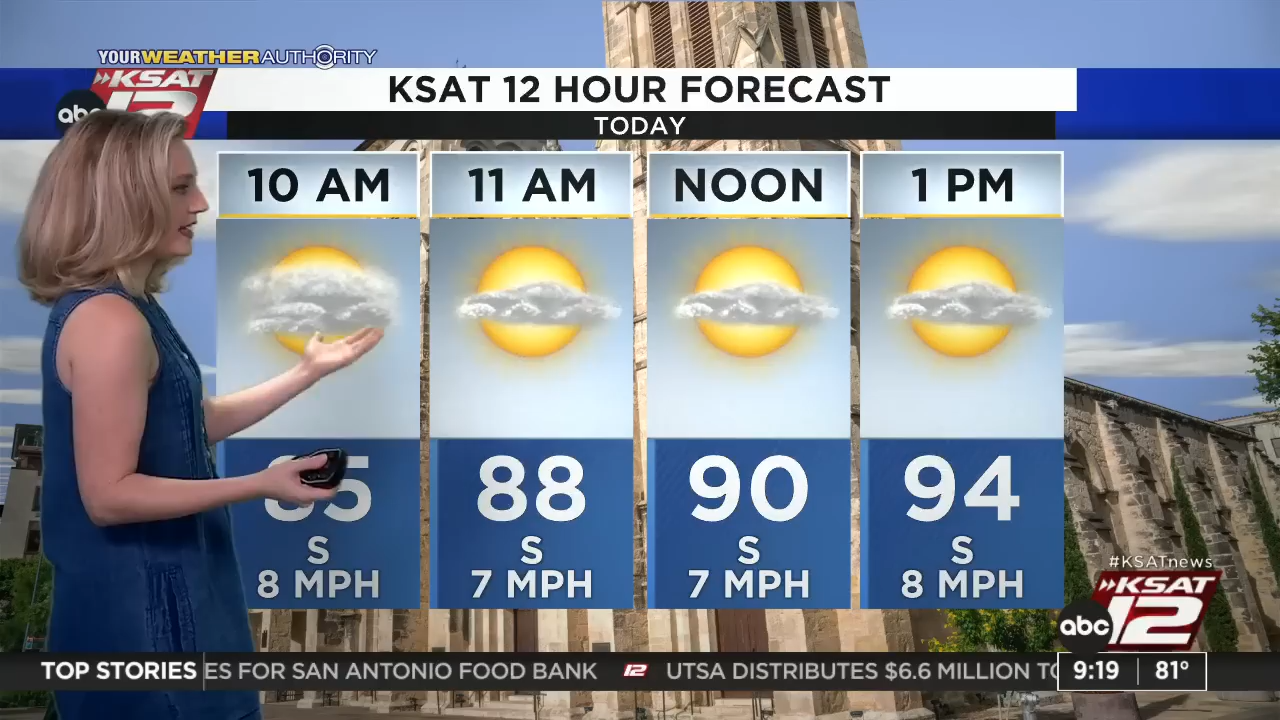 YOURWEATHERAUTHORITY
KSAT
12
abc
KSAT 12 HOUR FORECAST
TODAY
10 AM
11 AM
NOON
1 PM
85
88
90
94
S
S
S
S
8 MPH
7 MPH
7 MPH
8 MPH
#KSATnews
KSAT
12
abc
TOP STORIES
ES FOR SAN ANTONIO FOOD BANK 12 UTSA DISTRIBUTES $6.6 MILLION TO
9:19
81°